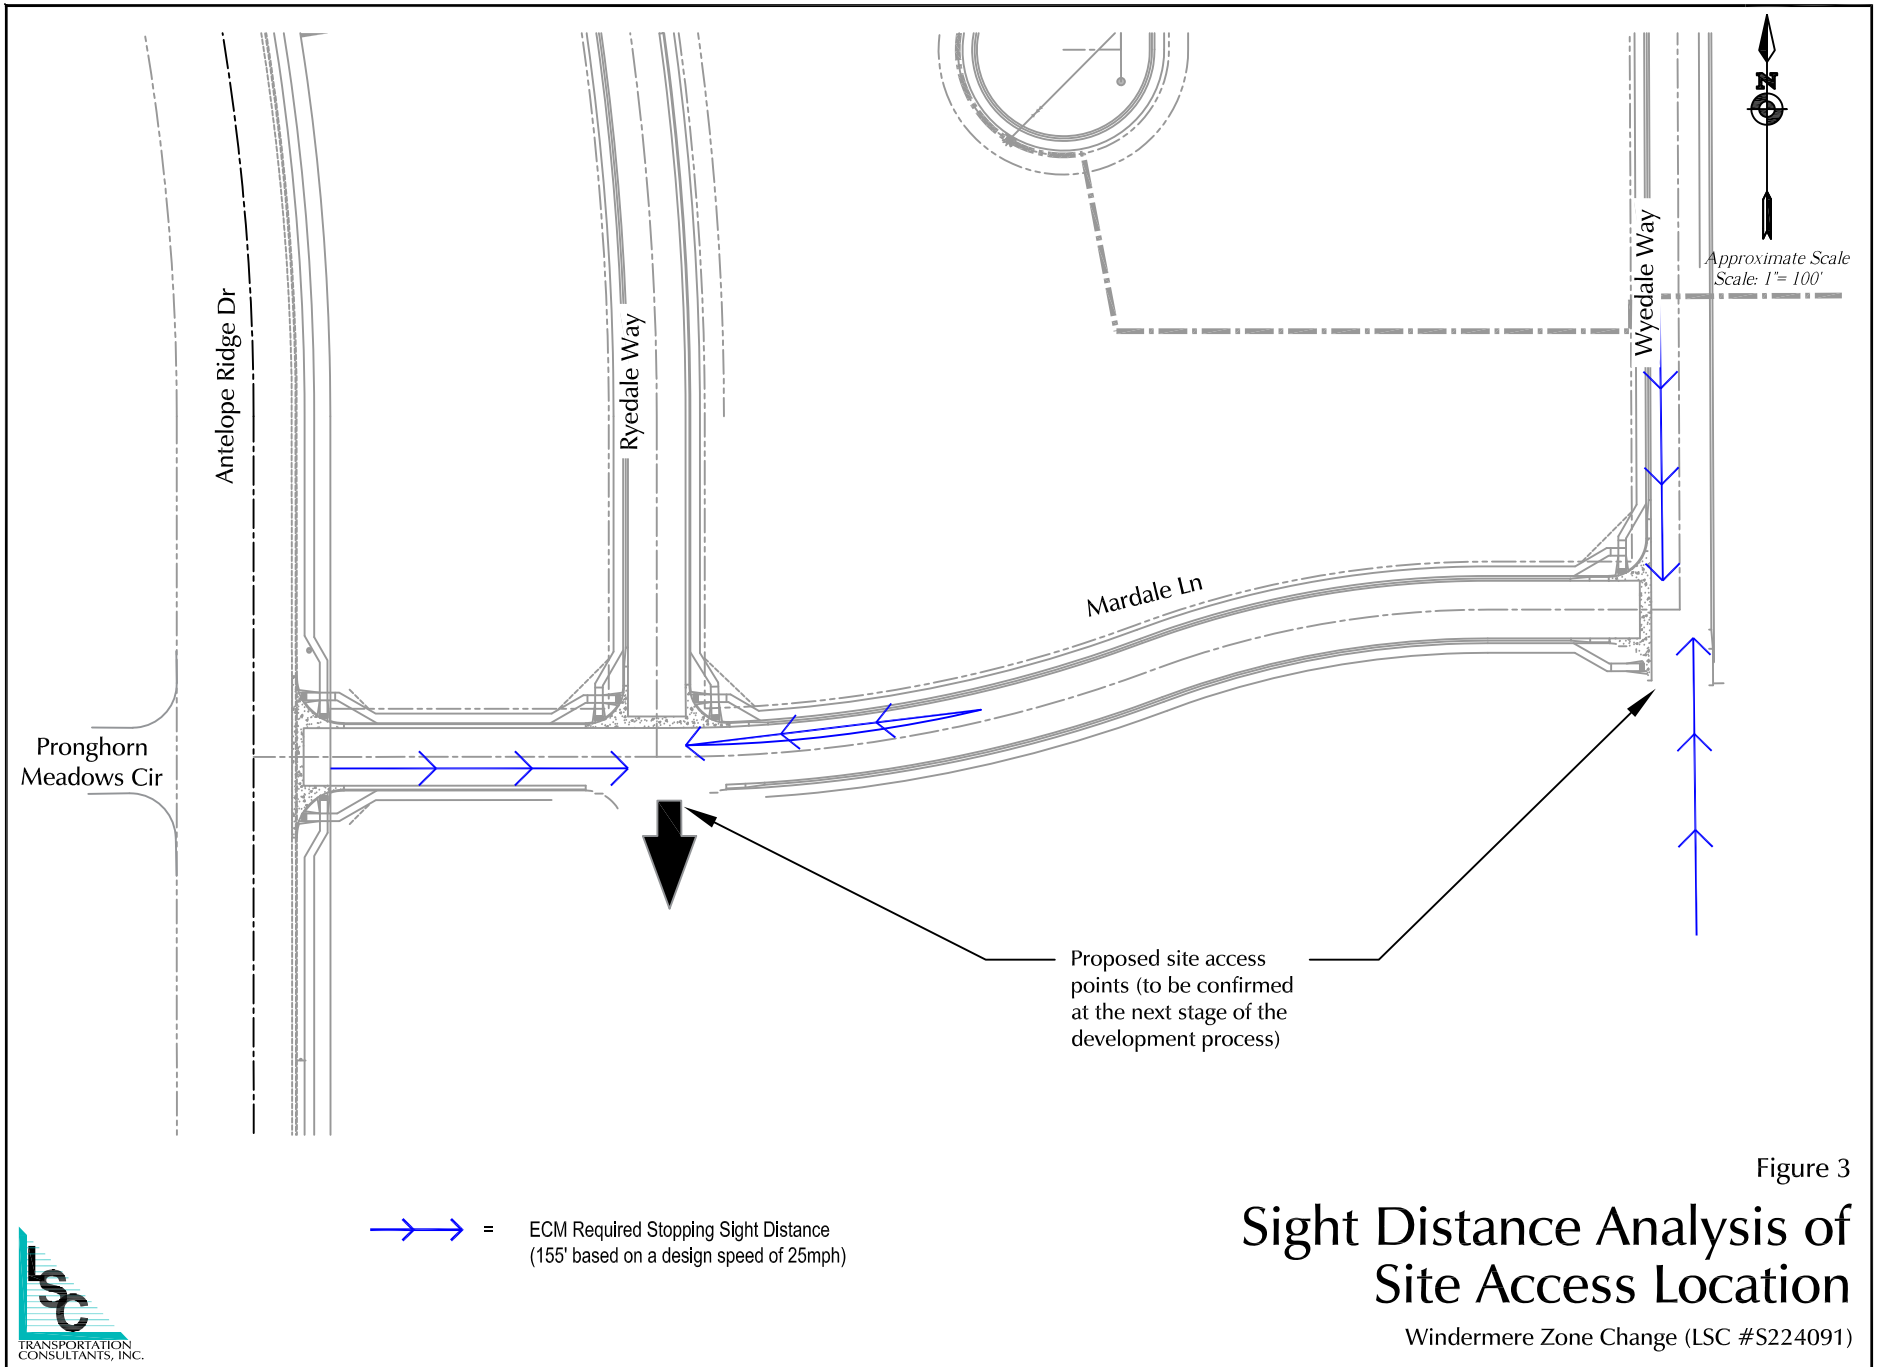 N
Approximate Scale
Scale: 1"= 100'
Antelope Ridge Dr
Ryedale Way
Wyedale Way
Mardale Ln
Pronghorn
Meadows Cir
Proposed site access
points (to be confirmed
at the next stage of the
development process)
= ECM Required Stopping Sight Distance
(155' based on a design speed of 25mph)
Figure 3
Sight Distance Analysis of
Site Access Location
Windermere Zone Change (LSC #S224091)
LSC
TRANSPORTATION
CONSULTANTS, INC.